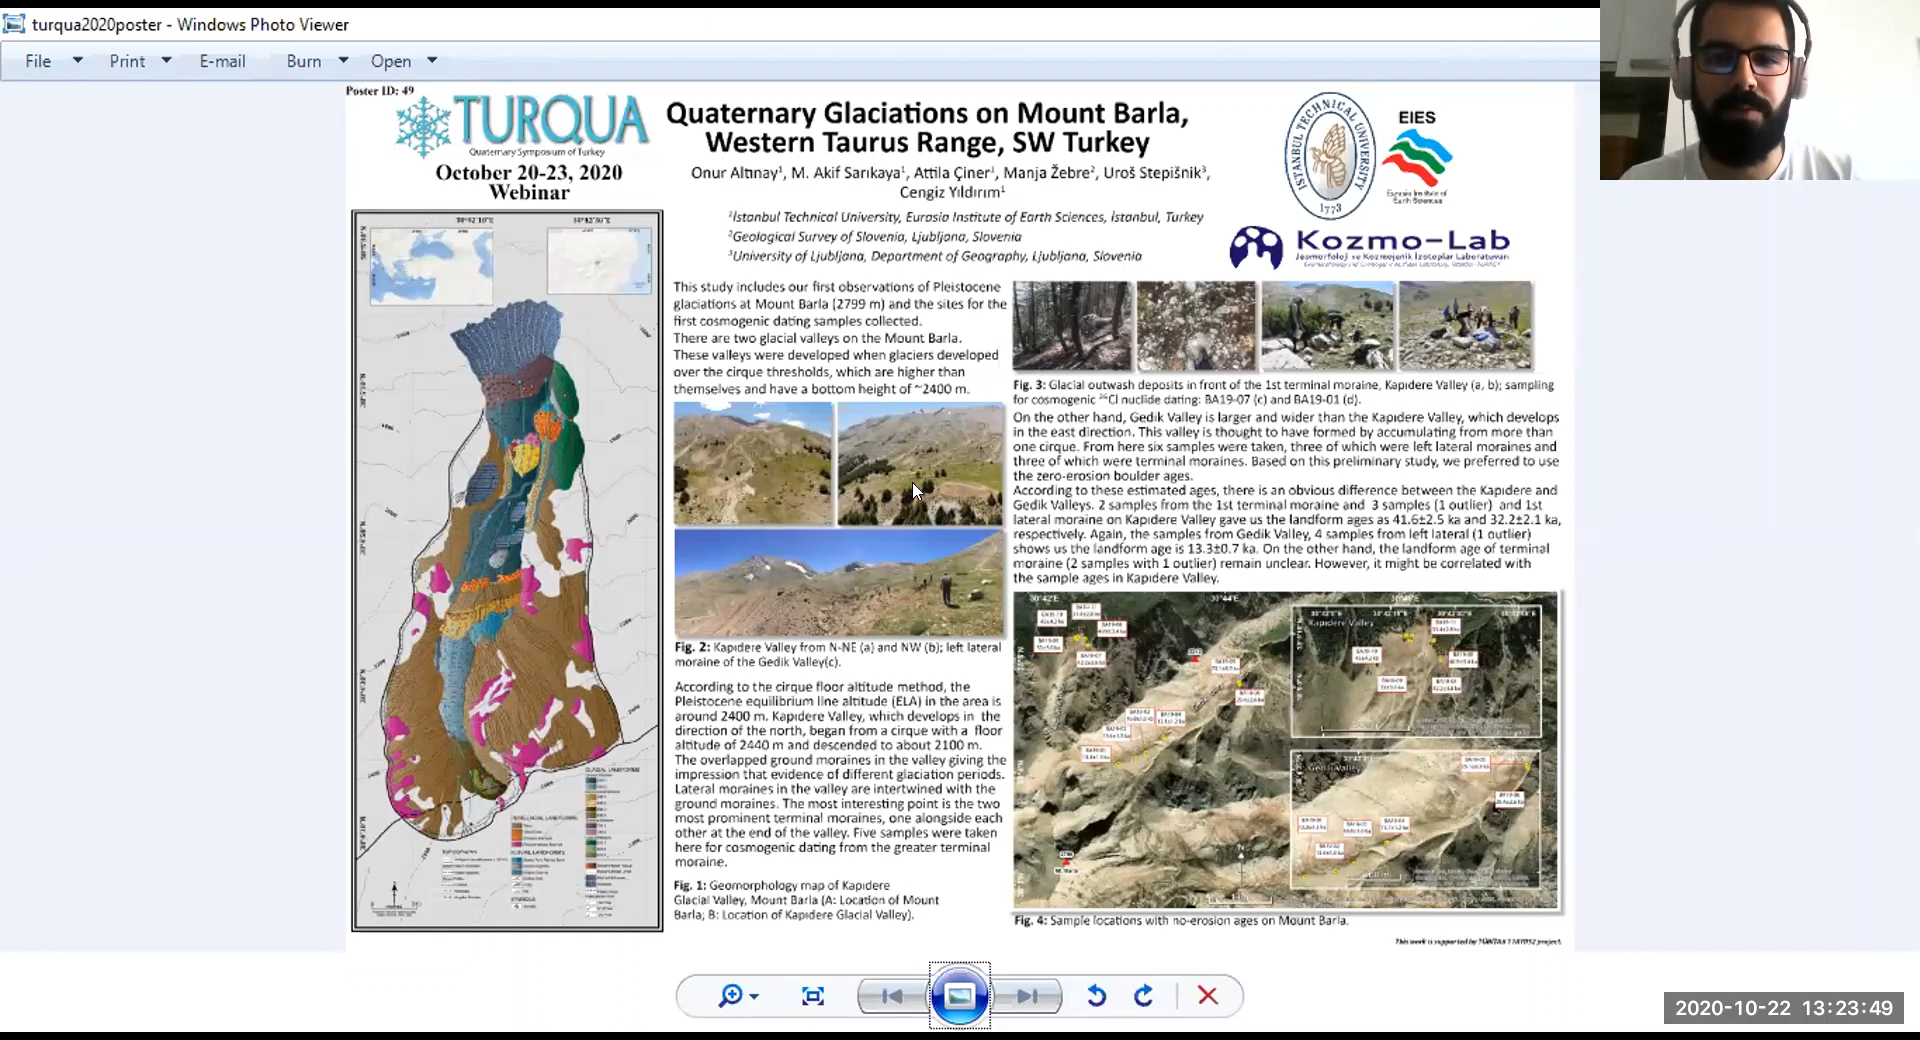 turqua2020poster - Windows Photo Viewer
File Print E-mail Burn Open
Poster ID: 49
TURQUA
Quaternary Symposium of Turkey
October 20-23, 2020
Webinar
Quaternary Glaciations on Mount Barla,
Western Taurus Range, SW Turkey
Onur Altınay¹, M. Akif Sarıkaya¹, Attila Çiner¹, Manja Žebre², Uroš Stepišnik³,
Cengiz Yıldırım¹
¹İstanbul Technical University, Eurasia Institute of Earth Sciences, İstanbul, Turkey
²Geological Survey of Slovenia, Ljubljana, Slovenia
³University of Ljubljana, Department of Geography, Ljubljana, Slovenia
ISTANBUL TECHNICAL UNIVERSITY
1773
EIES
Eurasia Institute of
Earth Sciences
Kozmo-Lab
Jeomorfoloji ve Kozmojenik İzotoplar Laboratuvarı
This study includes our first observations of Pleistocene
glaciations at Mount Barla (2799 m) and the sites for the
first cosmogenic dating samples collected.
There are two glacial valleys on the Mount Barla.
These valleys were developed when glaciers developed
over the cirque thresholds, which are higher than
themselves and have a bottom height of ~2400 m.
Fig. 2: Kapıdere Valley from N-NE (a) and NW (b); left lateral
moraine of the Gedik Valley(c).
According to the cirque floor altitude method, the
Pleistocene equilibrium line altitude (ELA) in the area is
around 2400 m. Kapıdere Valley, which develops in the
direction of the north, began from a cirque with a floor
altitude of 2440 m and descended to about 2100 m.
The overlapped ground moraines in the valley giving the
impression that evidence of different glaciation periods.
Lateral moraines in the valley are intertwined with the
ground moraines. The most interesting point is the two
most prominent terminal moraines, one alongside each
other at the end of the valley. Five samples were taken
here for cosmogenic dating from the greater terminal
moraine.
Fig. 1: Geomorphology map of Kapıdere
Glacial Valley, Mount Barla (A: Location of Mount
Barla; B: Location of Kapıdere Glacial Valley).
Fig. 3: Glacial outwash deposits in front of the 1st terminal moraine, Kapıdere Valley (a, b); sampling
for cosmogenic ³⁶Cl nuclide dating: BA19-07 (c) and BA19-01 (d).
On the other hand, Gedik Valley is larger and wider than the Kapıdere Valley, which develops
in the east direction. This valley is thought to have formed by accumulating from more than
one cirque. From here six samples were taken, three of which were left lateral moraines and
three of which were terminal moraines. Based on this preliminary study, we preferred to use
the zero-erosion boulder ages.
According to these estimated ages, there is an obvious difference between the Kapıdere and
Gedik Valleys. 2 samples from the 1st terminal moraine and 3 samples (1 outlier) and 1st
lateral moraine on Kapıdere Valley gave us the landform ages as 41.6±2.5 ka and 32.2±2.1 ka,
respectively. Again, the samples from Gedik Valley, 4 samples from left lateral (1 outlier)
shows us the landform age is 13.3±0.7 ka. On the other hand, the landform age of terminal
moraine (2 samples with 1 outlier) remain unclear. However, it might be correlated with
the sample ages in Kapıdere Valley.
30°42'E 30°44'E
Kapıdere Valley
Gedik Valley
Fig. 4: Sample locations with no-erosion ages on Mount Barla.
2020-10-22 13:23:49